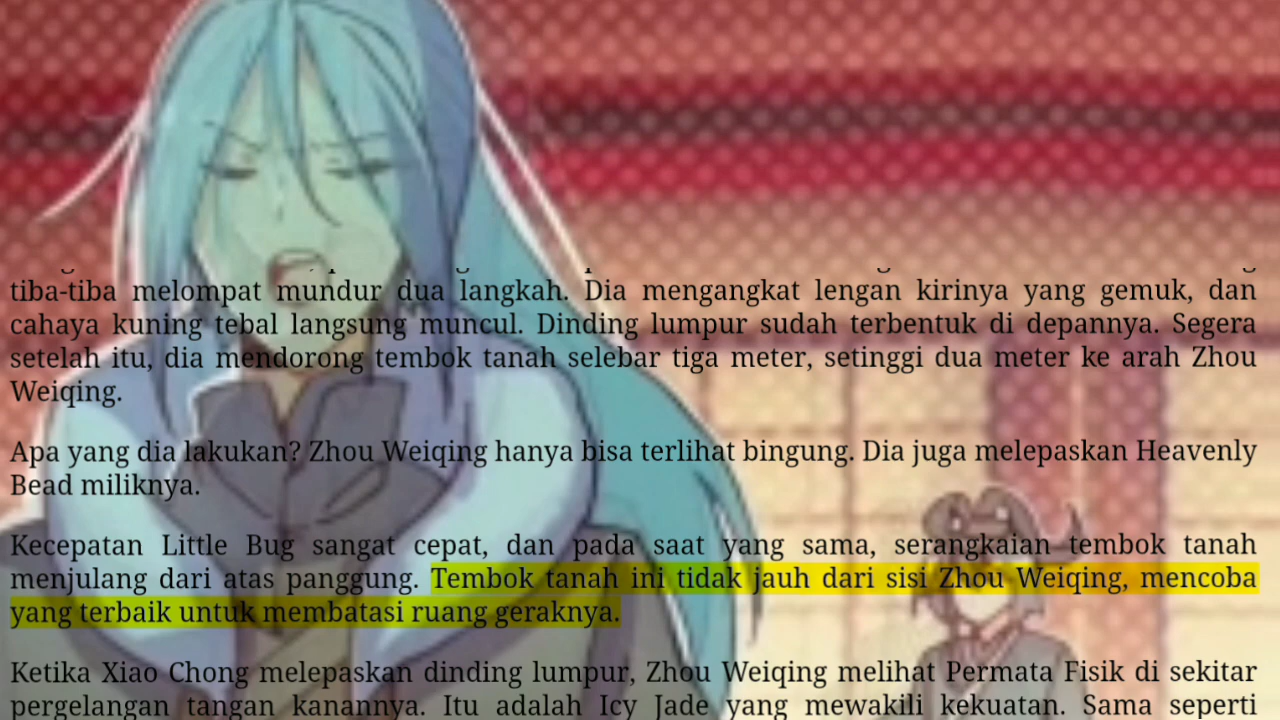 tiba-tiba melompat mundur dua langkah. Dia mengangkat lengan kirinya yang gemuk, dan
cahaya kuning tebal langsung muncul. Dinding lumpur sudah terbentuk di depannya. Segera
setelah itu, dia mendorong tembok tanah selebar tiga meter, setinggi dua meter ke arah Zhou
Weiqing.
Apa yang dia lakukan? Zhou Weiqing hanya bisa terlihat bingung. Dia juga melepaskan Heavenly
Bead miliknya.
Kecepatan Little Bug sangat cepat, dan pada saat yang sama, serangkaian tembok tanah
menjulang dari atas panggung. Tembok tanah ini tidak jauh dari sisi Zhou Weiqing, mencoba
yang terbaik untuk membatasi ruang geraknya.
Ketika Xiao Chong melepaskan dinding lumpur, Zhou Weiqing melihat Permata Fisik di sekitar
pergelangan tangan kanannya. Itu adalah Icy Jade yang mewakili kekuatan. Sama seperti